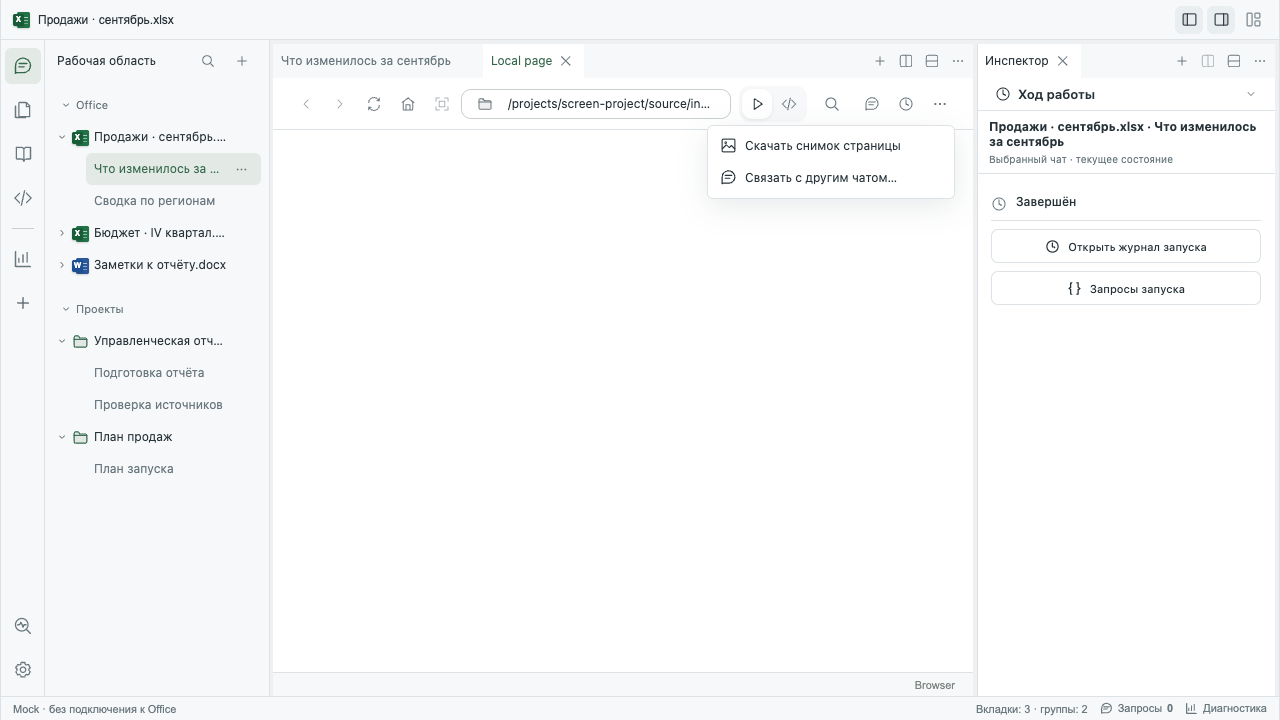 Продажи · сентябрь.xlsx
Рабочая область
Office
Продажи · сентябрь....
Что изменилось за ...
Сводка по регионам
Бюджет · IV квартал....
Заметки к отчёту.docx
Проекты
Управленческая отч...
Подготовка отчёта
Проверка источников
План продаж
План запуска
Что изменилось за сентябрь
Local page
/projects/screen-project/source/in...
Скачать снимок страницы
Связать с другим чатом...
Browser
Инспектор
Ход работы
Продажи · сентябрь.xlsx · Что изменилось
за сентябрь
Выбранный чат · текущее состояние
Завершён
Открыть журнал запуска
Запросы запуска
Mock · без подключения к Office
Вкладки: 3 · группы: 2
Запросы 0
Диагностика